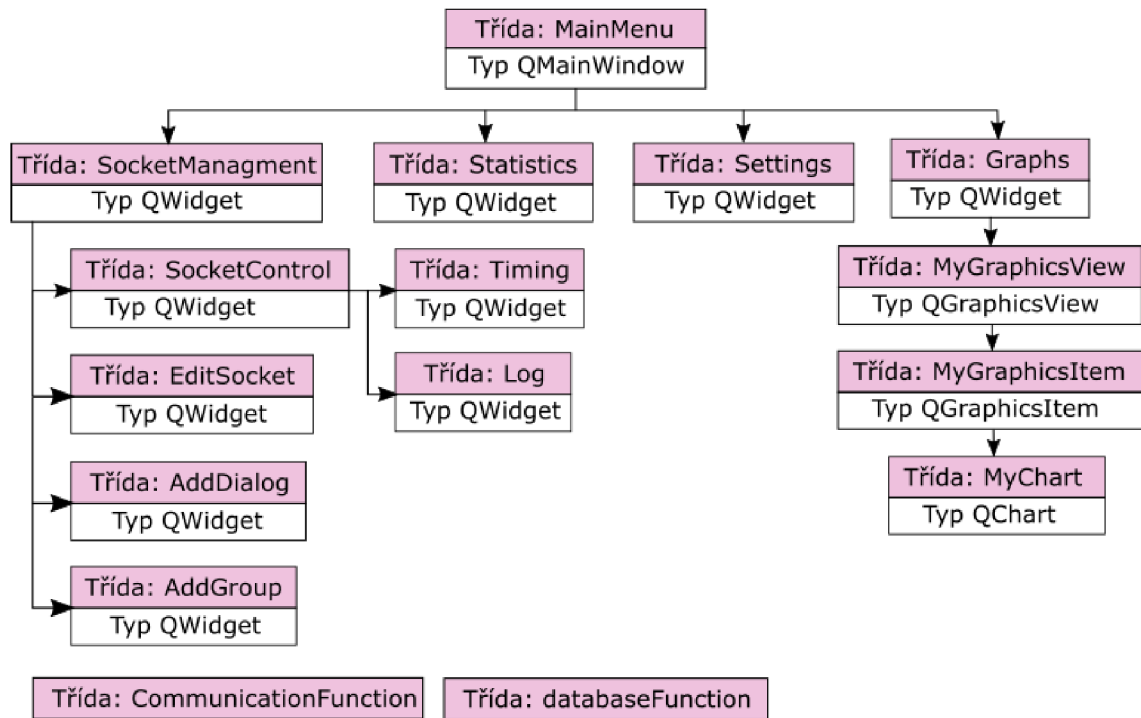 Třída: MainMenu
Typ QMainWindow
Třída: SocketManagment
Typ QWidget
Třída: Statistics
Typ QWidget
Třída: Settings
Typ QWidget
Třída: Graphs
Typ QWidget
Třída: SocketControl
Typ QWidget
Třída: Timing
Typ QWidget
Třída: MyGraphicsView
Typ QGraphicsView
Třída: EditSocket
Typ QWidget
Třída: Log
Typ QWidget
Třída: MyGraphicsItem
Typ QGraphicsItem
Třída: AddDialog
Typ QWidget
Třída: MyChart
Typ QChart
Třída: AddGroup
Typ QWidget
Třída: CommunicationFunction
Třída: databaseFunction